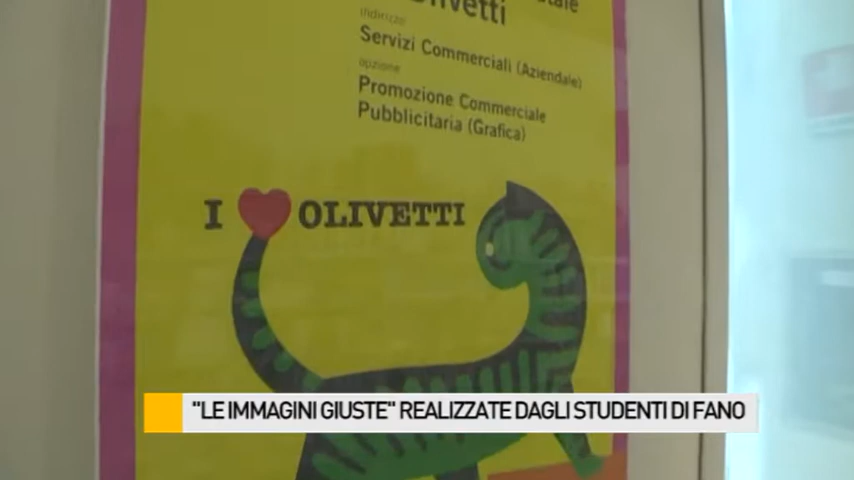 Olivetti
indirizzo
Servizi Commerciali (Aziendale)
opzione
Promozione Commerciale
Pubblicitaria (Grafica)
I OLIVETTI
"LE IMMAGINI GIUSTE" REALIZZATE DAGLI STUDENTI DI FANO